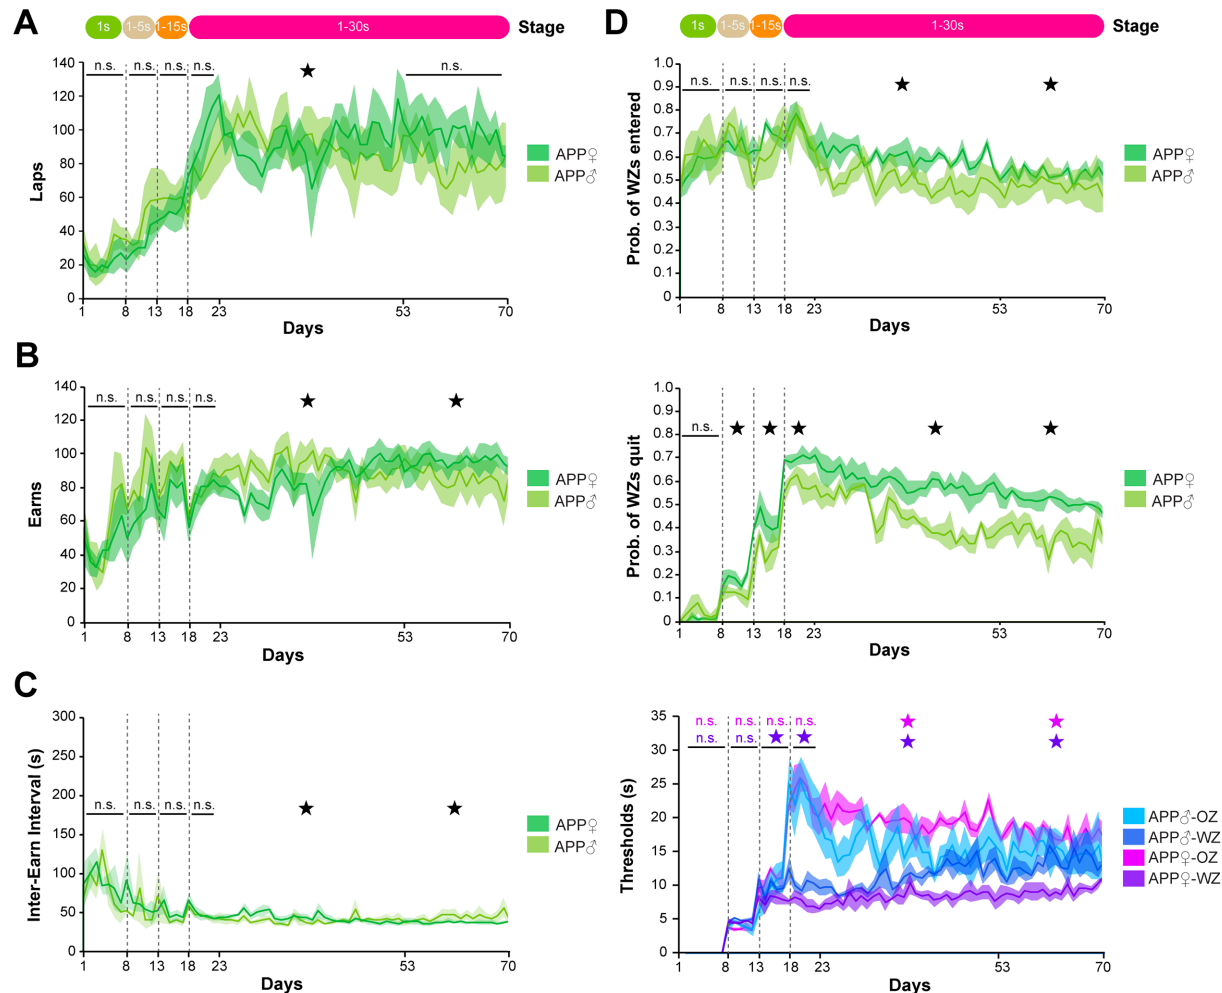 A
1s 1-5s 1-15s 1-30s Stage
140
120
100
80
60
40
20
0
Laps
n.s. n.s. n.s. n.s. ★ n.s.
APP♀
APP♂
1 8 13 18 23 53 70
Days
B
140
120
100
80
60
40
20
0
Earns
n.s. n.s. n.s. n.s. ★ ★
APP♀
APP♂
1 8 13 18 23 53 70
Days
C
300
250
200
150
100
50
0
Inter-Earn Interval (s)
n.s. n.s. n.s. n.s. ★ ★
APP♀
APP♂
1 8 13 18 23 53 70
Days
D
1s 1-5s 1-15s 1-30s Stage
1.0
0.9
0.8
0.7
0.6
0.5
0.4
0.3
0.2
0.1
0
Prob. of WZs entered
n.s. n.s. n.s. n.s. ★ ★
APP♀
APP♂
1 8 13 18 23 53 70
Days
1.0
0.9
0.8
0.7
0.6
0.5
0.4
0.3
0.2
0.1
0
Prob. of WZs quit
n.s. ★ ★ ★ ★ ★
APP♀
APP♂
1 8 13 18 23 53 70
Days
35
30
25
20
15
10
5
0
Thresholds (s)
n.s. n.s. n.s. n.s. ★ ★
n.s. n.s. ★ ★ ★ ★
APP♂-OZ
APP♂-WZ
APP♀-OZ
APP♀-WZ
1 8 13 18 23 53 70
Days